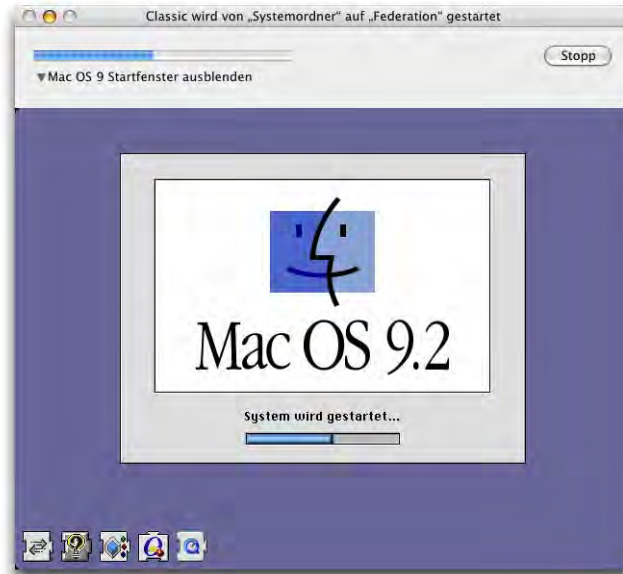 Classic wird von „Systemordner“ auf „Federation“ gestartet
Stopp
Mac OS 9 Startfenster ausblenden
Mac OS 9.2
System wird gestartet...